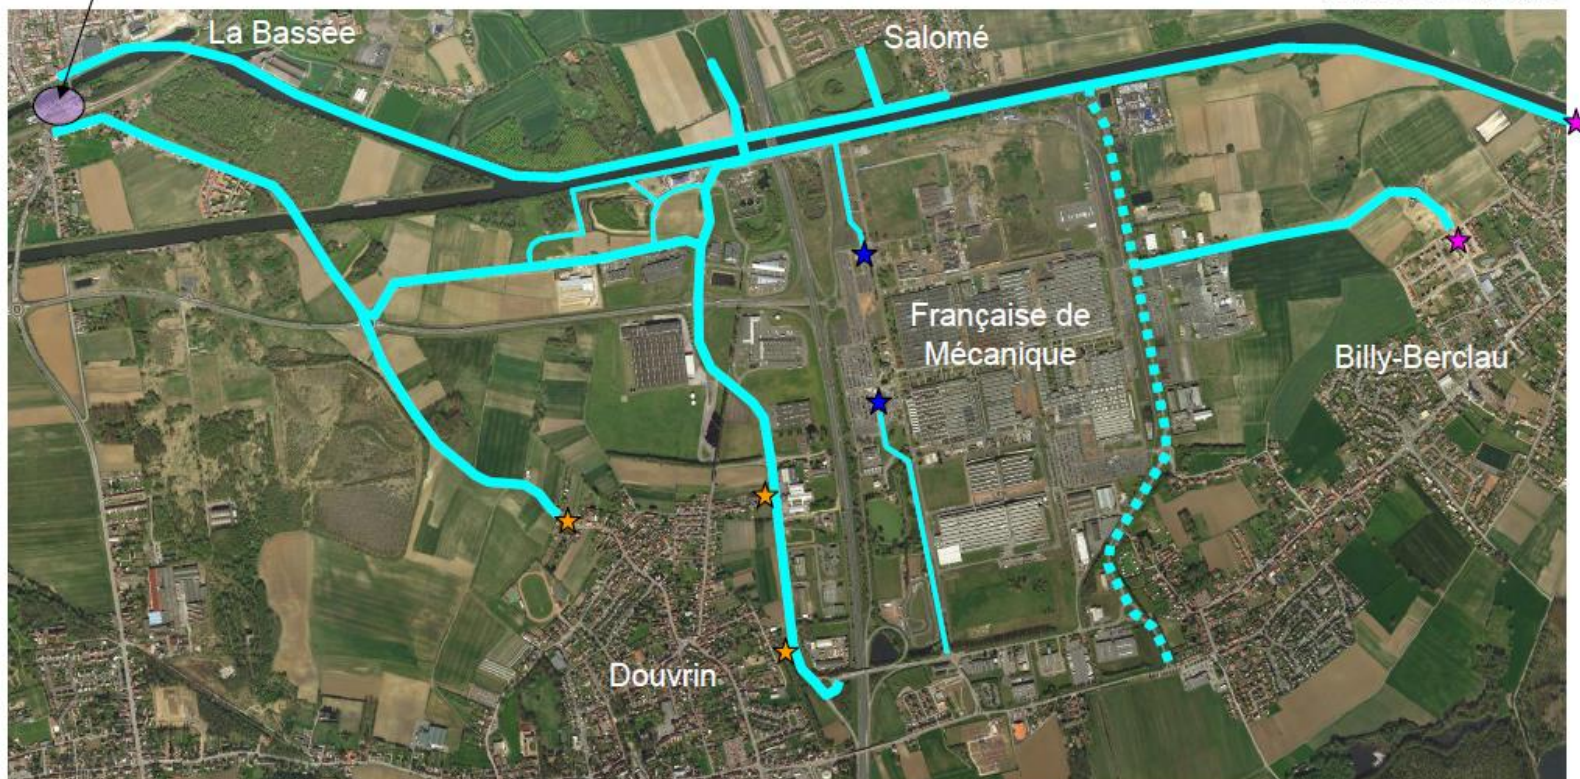 La Bassée
Salomé
Française de
Mécanique
Billy-Berclau
Douvrin